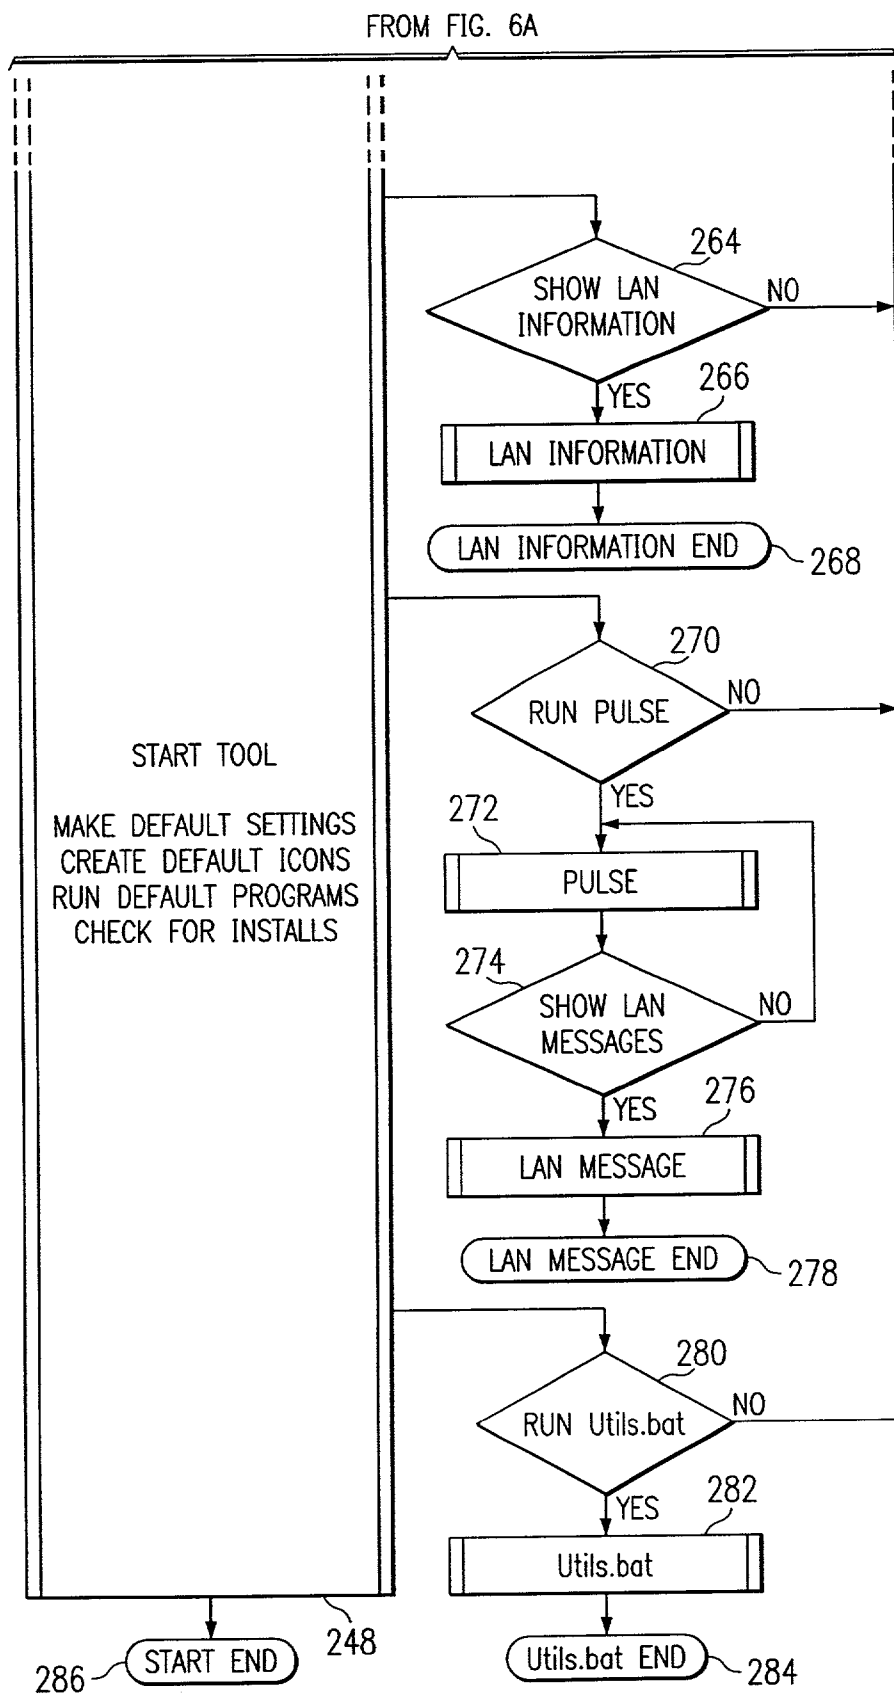 FROM FIG. 6A
264
SHOW LAN
INFORMATION
NO
YES
266
LAN INFORMATION
LAN INFORMATION END
268
270
RUN PULSE
NO
YES
START TOOL
MAKE DEFAULT SETTINGS
CREATE DEFAULT ICONS
RUN DEFAULT PROGRAMS
CHECK FOR INSTALLS
272
PULSE
274
SHOW LAN
MESSAGES
NO
YES
276
LAN MESSAGE
LAN MESSAGE END
278
280
RUN Utils.bat
NO
YES
282
Utils.bat
248
286
START END
Utils.bat END
284